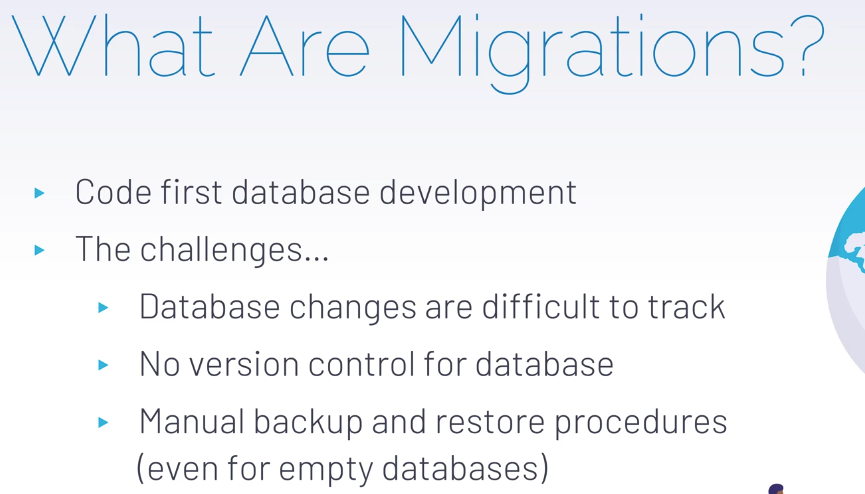 What Are Migrations?
Code first database development
The challenges...
Database changes are difficult to track
No version control for database
Manual backup and restore procedures
(even for empty databases)